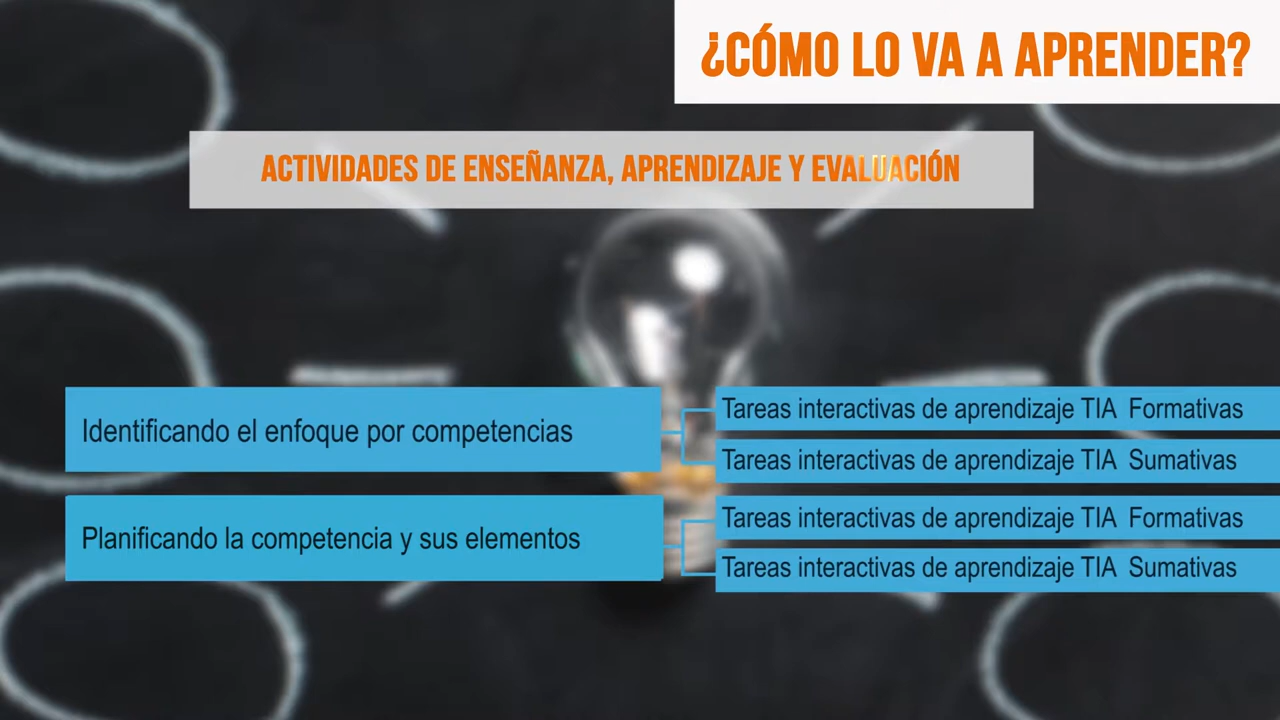 ¿CÓMO LO VA A APRENDER?
ACTIVIDADES DE ENSEÑANZA, APRENDIZAJE Y EVALUACIÓN
Identificando el enfoque por competencias
Tareas interactivas de aprendizaje TIA Formativas
Tareas interactivas de aprendizaje TIA Sumativas
Planificando la competencia y sus elementos
Tareas interactivas de aprendizaje TIA Formativas
Tareas interactivas de aprendizaje TIA Sumativas